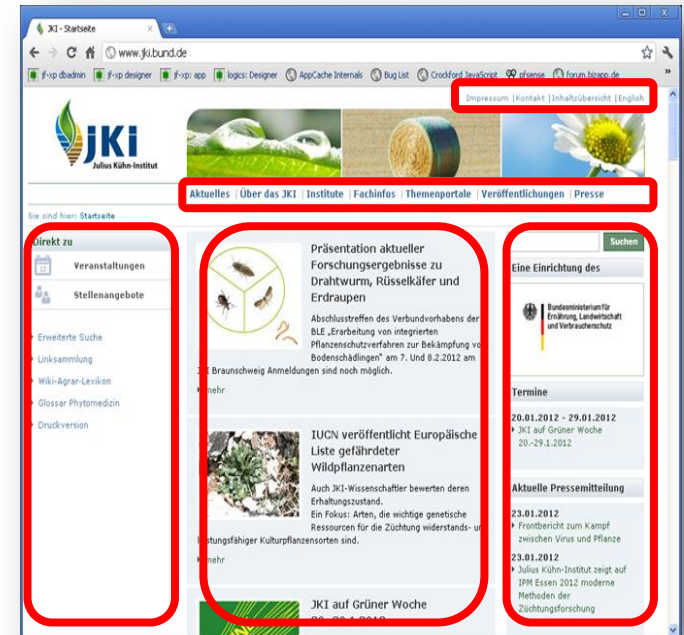 JKI - Startseite
www.jki.bund.de
jf-xp dbadmin jf-xp designer jf-xp: app logics: Designer AppCache Internals Bug List Crockford JavaScript pfsense forum.bizapp.de »
Impressum |Kontakt |Inhaltsübersicht |English
JKI
Julius Kühn-Institut
Aktuelles | Über das JKI | Institute | Fachinfos | Themenportale | Veröffentlichungen | Presse
Sie sind hier: Startseite
Direkt zu
12
Veranstaltungen
Stellenangebote
Erweiterte Suche
Linksammlung
Wiki-Agrar-Lexikon
Glossar Phytomedizin
Druckversion
Präsentation aktueller
Forschungsergebnisse zu
Drahtwurm, Rüsselkäfer und
Erdraupen
Abschlusstreffen des Verbundvorhabens der
BLE „Erarbeitung von integrierten
Pflanzenschutzverfahren zur Bekämpfung
Bodenschädlingen" am 7. Und 8.2.2012 am
Braunschweig Anmeldungen sind noch möglich.
mehr
IUCN veröffentlicht Europäische
Liste gefährdeter
Wildpflanzenarten
Auch JKI-Wissenschaftler bewerten deren
Erhaltungszustand.
Ein Fokus: Arten, die wichtige genetische
Ressourcen für die Züchtung widerstands-
leistungsfähiger Kulturpflanzensorten sind.
mehr
JKI auf Grüner Woche
Suchen
Eine Einrichtung des
Bundesministerium für
Ernährung, Landwirtschaft
und Verbraucherschutz
Termine
20.01.2012 - 29.01.2012
JKI auf Grüner Woche
20.-29.1.2012
Aktuelle Pressemitteilung
23.01.2012
Frontbericht zum Kampf
zwischen Virus und Pflanze
23.01.2012
Julius Kühn-Institut zeigt auf
IPM Essen 2012 moderne
Methoden der
Züchtungsforschung